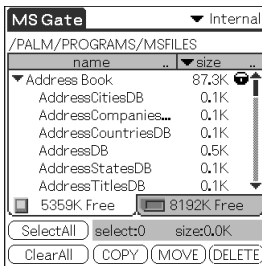 MS Gate Internal
/PALM/PROGRAMS/MSFILES
name .. size ..
Address Book 87.3K
AddressCitiesDB 0.1K
AddressCompanies... 0.1K
AddressCountriesDB 0.1K
AddressDB 0.5K
AddressStatesDB 0.1K
AddressTitlesDB 0.1K
5359K Free 8192K Free
SelectAll select:0 size:0.0K
ClearAll COPY MOVE DELETE